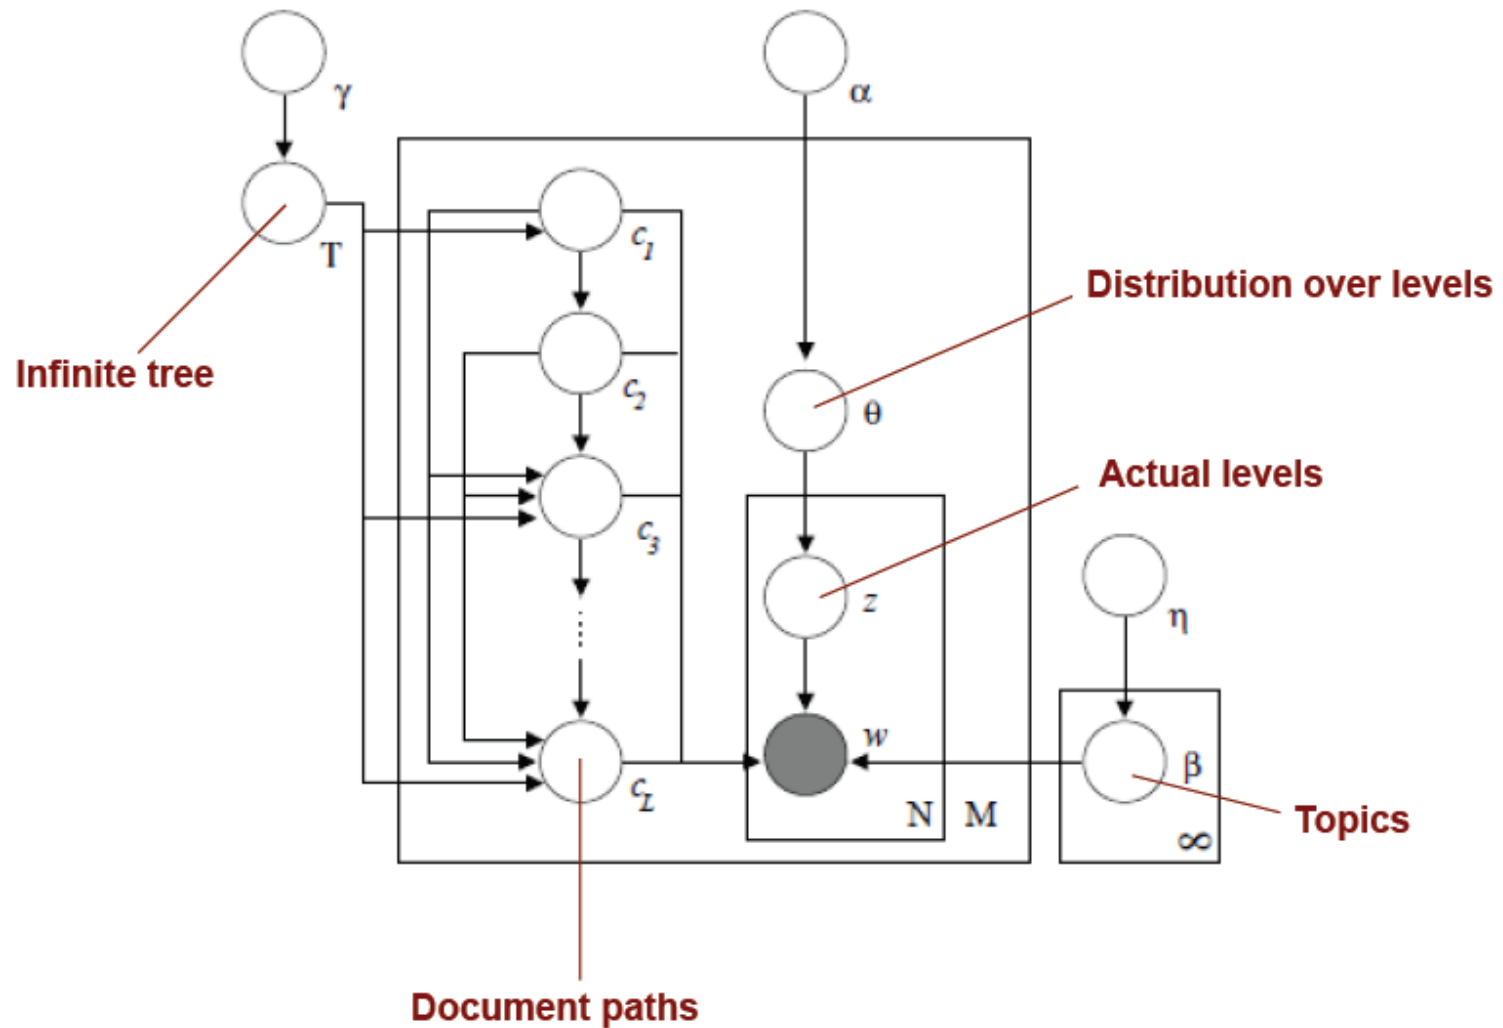 γ
α
T
c1
Distribution over levels
Infinite tree
c2
θ
Actual levels
c3
z
η
w
β
cL
N M
Topics
∞
Document paths